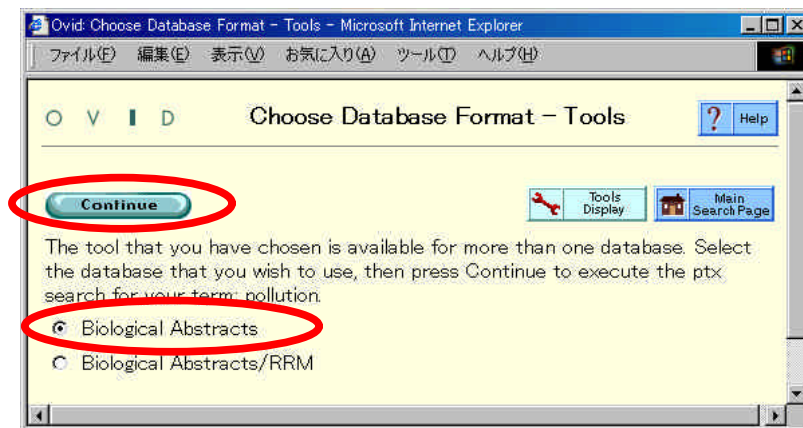 Ovid: Choose Database Format - Tools - Microsoft Internet Explorer
ファイル(F) 編集(E) 表示(V) お気に入り(A) ツール(T) ヘルプ(H)
O V I D Choose Database Format - Tools ? Help
Continue Tools Display Main Search Page
The tool that you have chosen is available for more than one database. Select
the database that you wish to use, then press Continue to execute the ptx
search for your term: pollution.
Biological Abstracts
Biological Abstracts/RRM